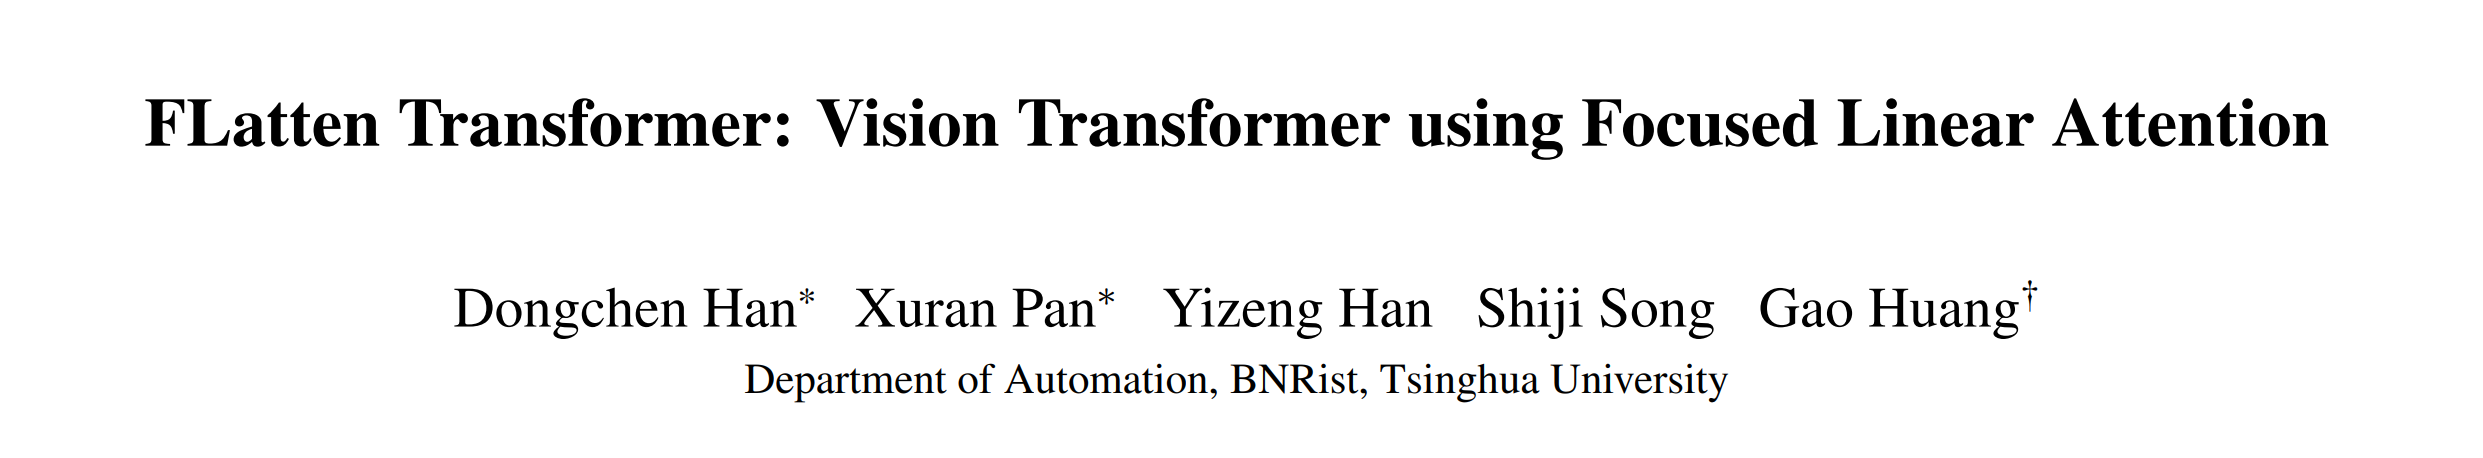 FLatten Transformer: Vision Transformer using Focused Linear Attention
Dongchen Han* Xuran Pan* Yizeng Han Shiji Song Gao Huang†
Department of Automation, BNRist, Tsinghua University